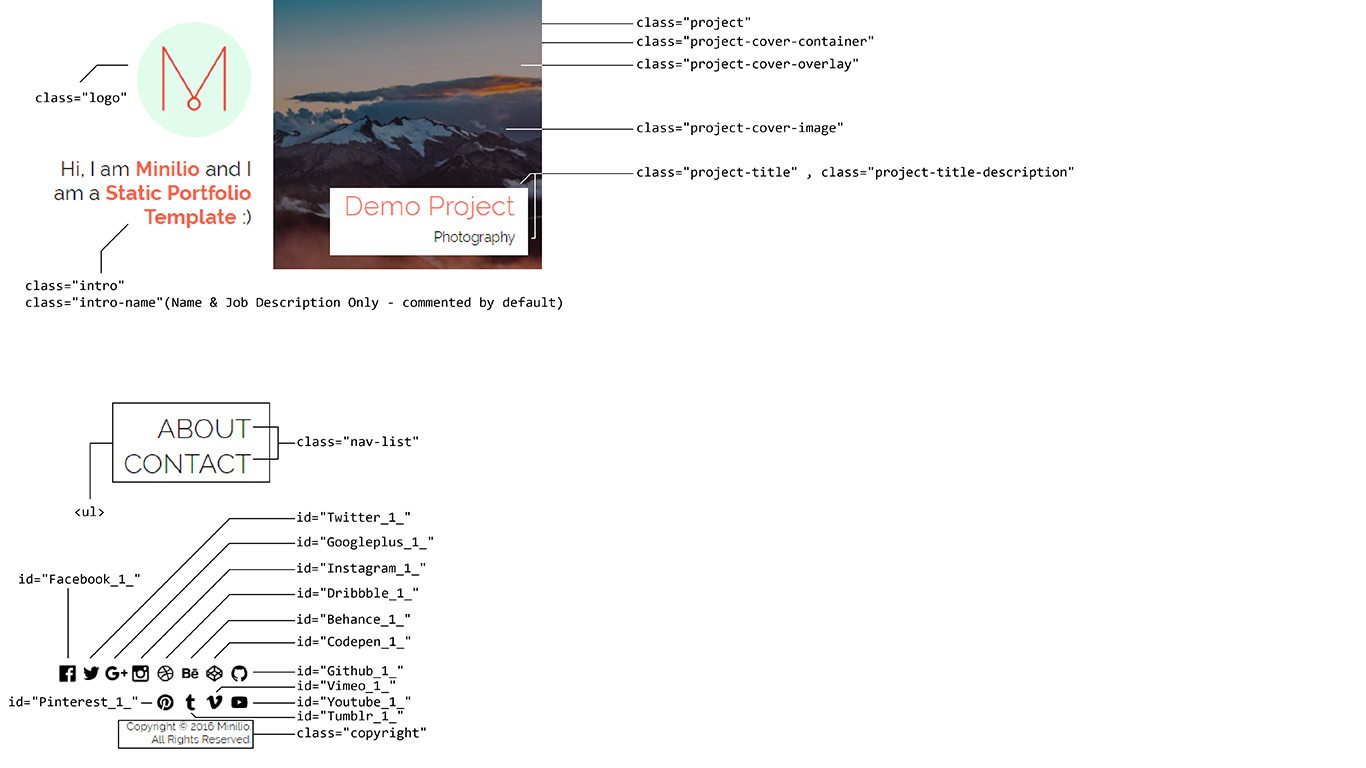 class="project"
class="project-cover-container"
class="project-cover-overlay"
class="logo"
class="project-cover-image"
Hi, I am Minilio and I
am a Static Portfolio
Template :)
class="project-title" , class="project-title-description"
Demo Project
Photography
class="intro"
class="intro-name"(Name & Job Description Only - commented by default)
ABOUT
CONTACT
class="nav-list"
<ul>
id="Twitter_1_"
id="Googleplus_1_"
id="Instagram_1_"
id="Facebook_1_"
id="Dribbble_1_"
id="Behance_1_"
id="Codepen_1_"
id="Github_1_"
id="Vimeo_1_"
id="Pinterest_1_"
id="Youtube_1_"
id="Tumblr_1_"
Copyright © 2016 Minilio.
All Rights Reserved.
class="copyright"